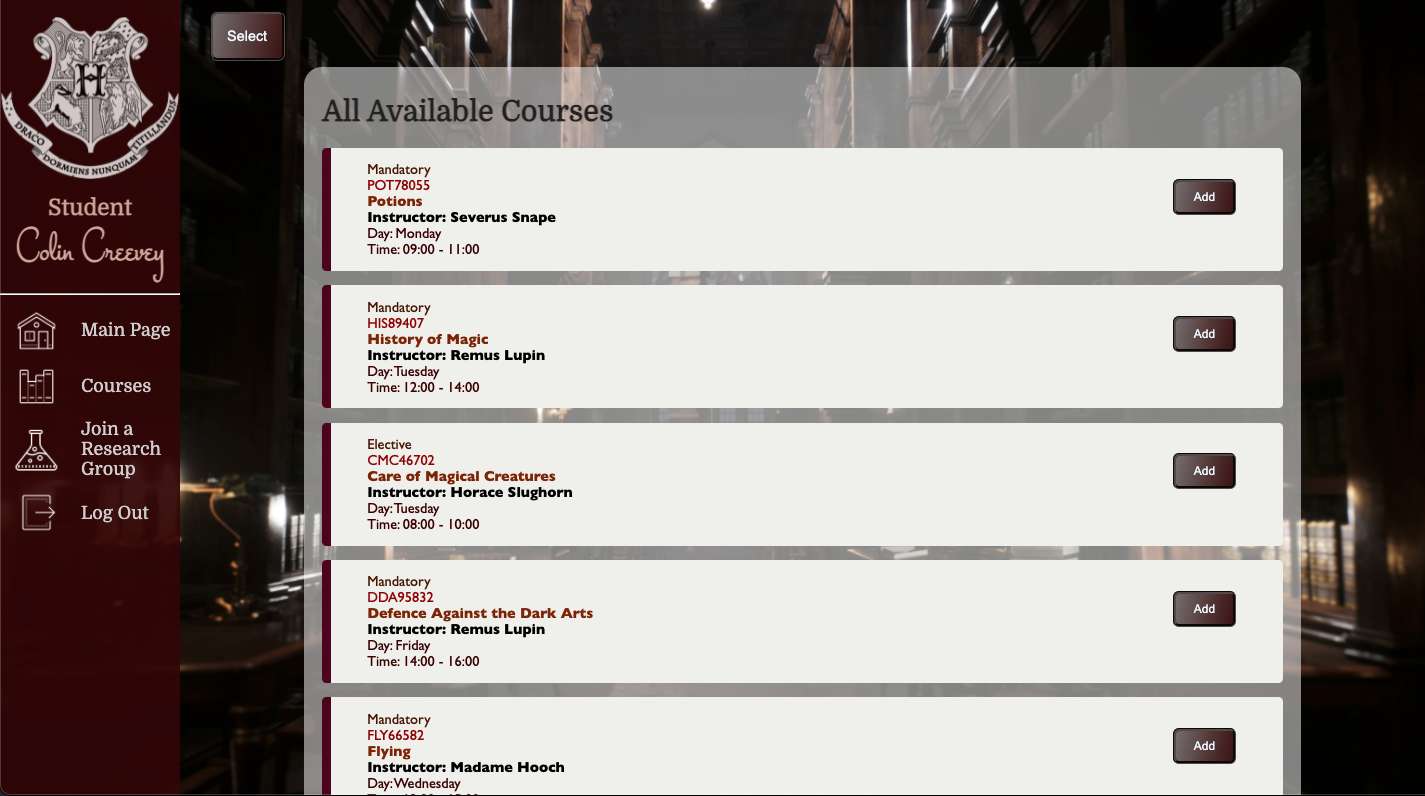 DRACO DORMIENS NUNQUAM TITILLANDUS
H
Student
Colin Creevey
Main Page
Courses
Join a
Research
Group
Log Out
Select
All Available Courses
Mandatory
POT78055
Potions
Instructor: Severus Snape
Day: Monday
Time: 09:00 - 11:00
Add
Mandatory
HIS89407
History of Magic
Instructor: Remus Lupin
Day:Tuesday
Time: 12:00 - 14:00
Add
Elective
CMC46702
Care of Magical Creatures
Instructor: Horace Slughorn
Day:Tuesday
Time: 08:00 - 10:00
Add
Mandatory
DDA95832
Defence Against the Dark Arts
Instructor: Remus Lupin
Day: Friday
Time: 14:00 - 16:00
Add
Mandatory
FLY66582
Flying
Instructor: Madame Hooch
Day:Wednesday
Add